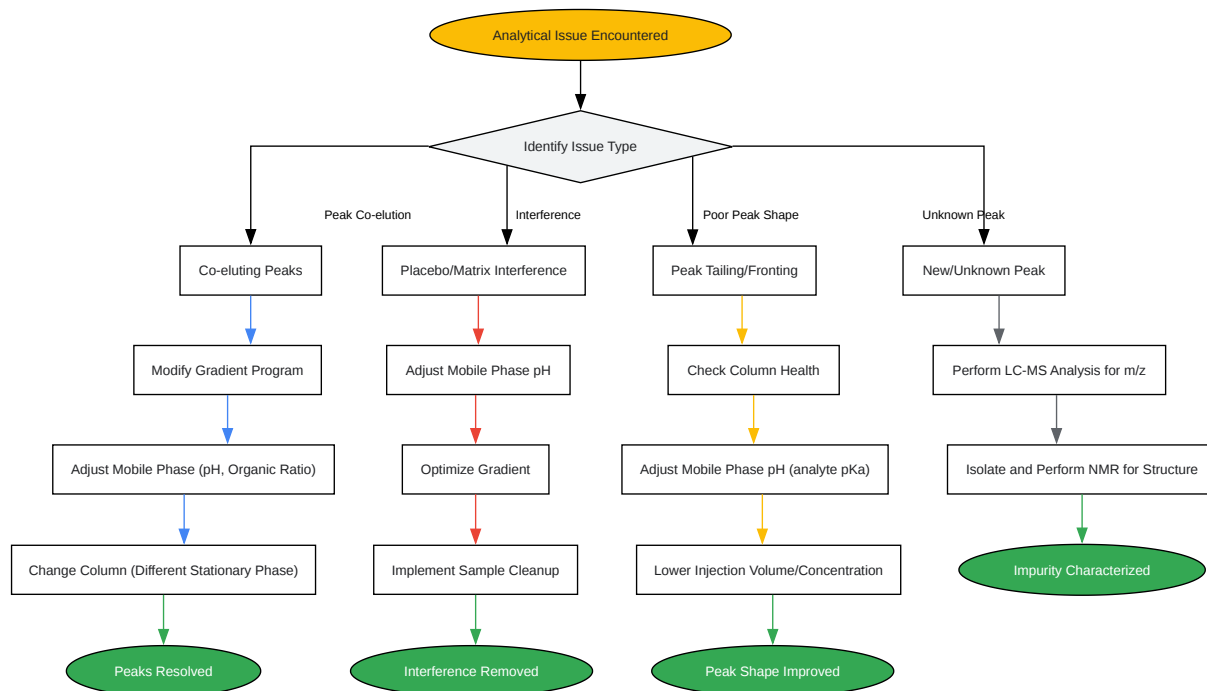 Analytical Issue Encountered
Identify Issue Type
Peak Co-elution
Interference
Poor Peak Shape
Unknown Peak
Co-eluting Peaks
Placebo/Matrix Interference
Peak Tailing/Fronting
New/Unknown Peak
Modify Gradient Program
Adjust Mobile Phase pH
Check Column Health
Perform LC-MS Analysis for m/z
Adjust Mobile Phase (pH, Organic Ratio)
Optimize Gradient
Adjust Mobile Phase pH (analyte pKa)
Isolate and Perform NMR for Structure
Change Column (Different Stationary Phase)
Implement Sample Cleanup
Lower Injection Volume/Concentration
Impurity Characterized
Peaks Resolved
Interference Removed
Peak Shape Improved